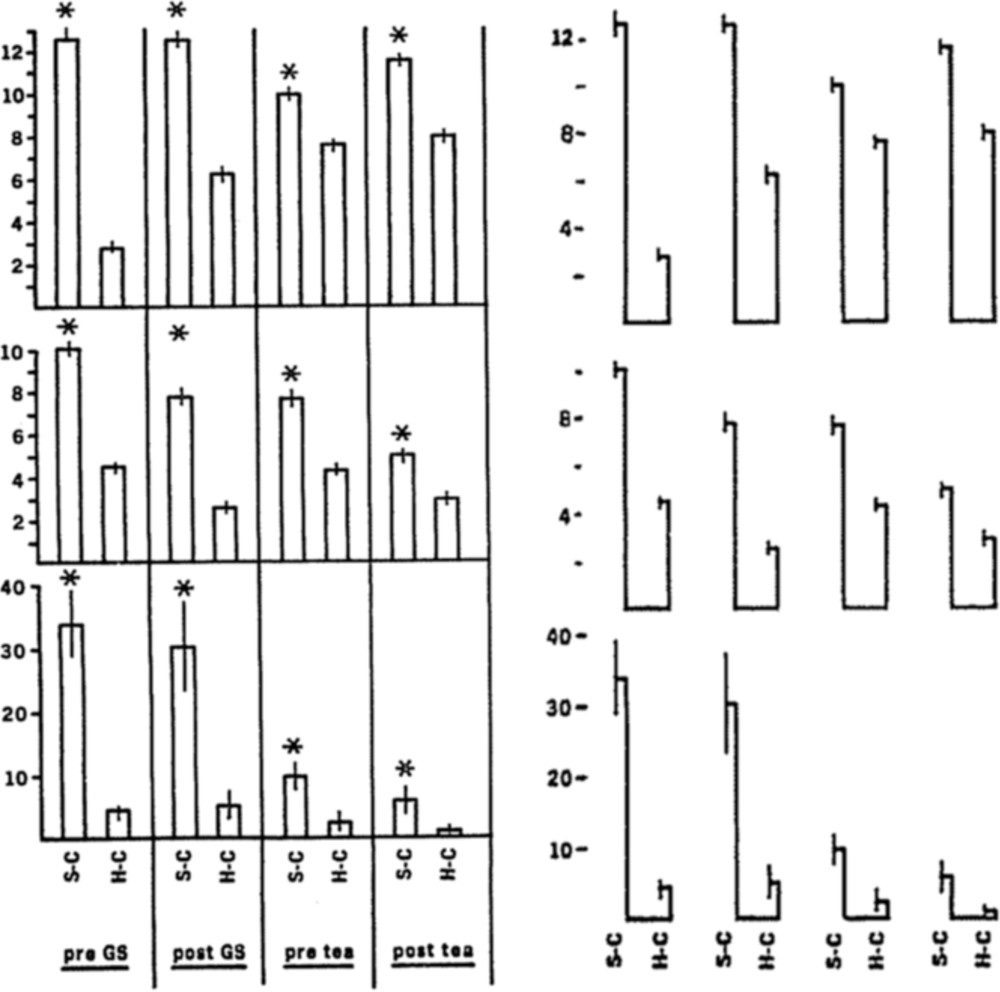 * * * *
12 10 8 6 4 2
* * * *
10 8 6 4 2
* * * *
40 30 20 10
S-C H-C S-C H-C S-C H-C S-C H-C
pre GS post GS pre tea post tea
12 8 4
8 4
40 30 20 10
S-C H-C S-C H-C S-C H-C S-C H-C